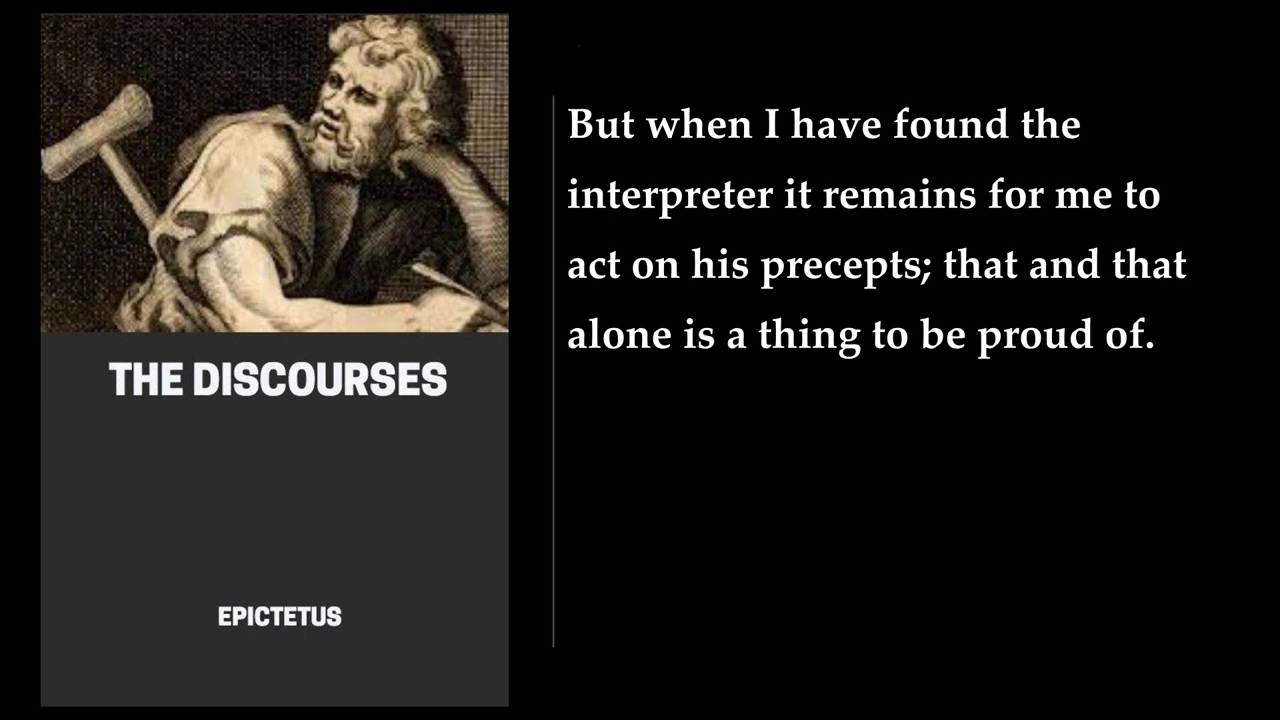 THE DISCOURSES
EPICTETUS
But when I have found the
interpreter it remains for me to
act on his precepts; that and that
alone is a thing to be proud of.